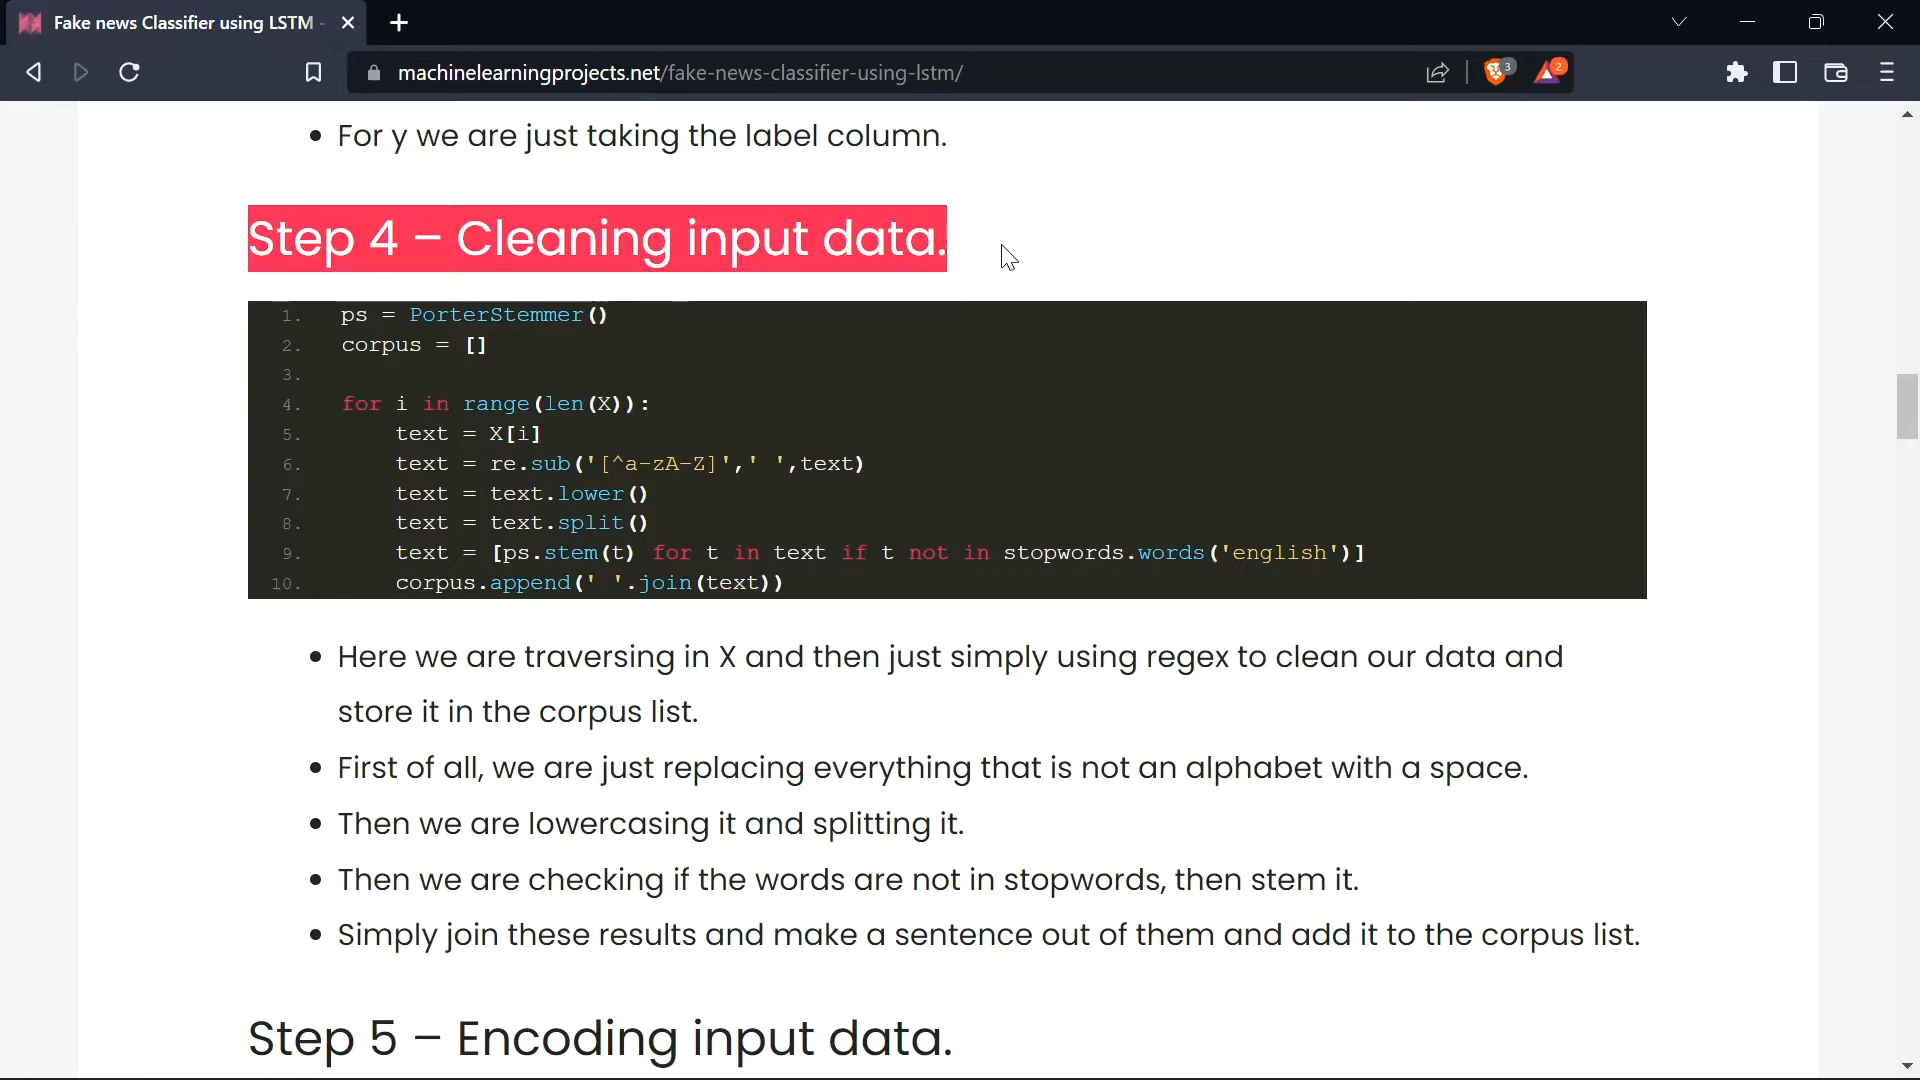 Fake news Classifier using LSTM -
machinelearningprojects.net/fake-news-classifier-using-lstm/
3
2
• For y we are just taking the label column.
Step 4 – Cleaning input data.
1. ps = PorterStemmer()
2. corpus = []
3.
4. for i in range(len(X)):
5. text = X[i]
6. text = re.sub('[^a-zA-Z]',' ',text)
7. text = text.lower()
8. text = text.split()
9. text = [ps.stem(t) for t in text if t not in stopwords.words('english')]
10. corpus.append(' '.join(text))
• Here we are traversing in X and then just simply using regex to clean our data and
store it in the corpus list.
• First of all, we are just replacing everything that is not an alphabet with a space.
• Then we are lowercasing it and splitting it.
• Then we are checking if the words are not in stopwords, then stem it.
• Simply join these results and make a sentence out of them and add it to the corpus list.
Step 5 – Encoding input data.